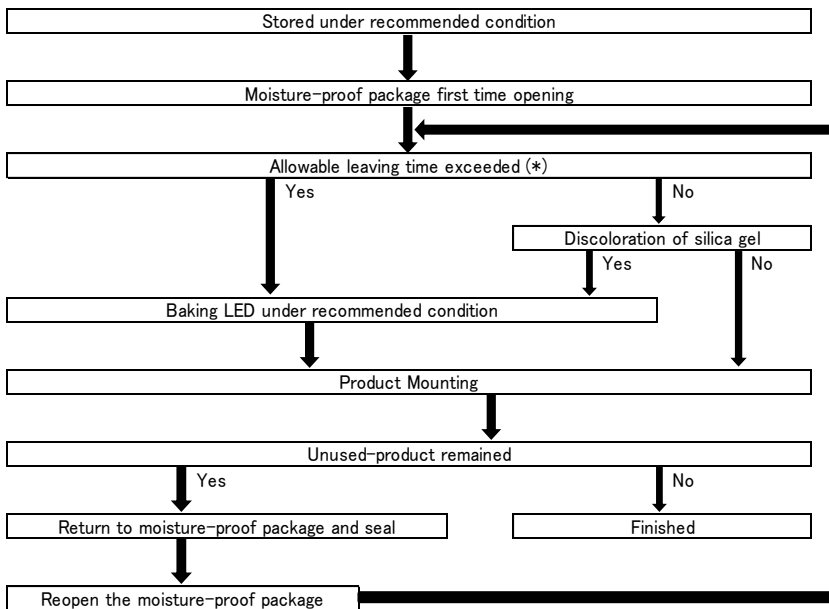 Stored under recommended condition
Moisture-proof package first time opening
Allowable leaving time exceeded (*)
Yes
No
Discoloration of silica gel
Yes
No
Baking LED under recommended condition
Product Mounting
Unused-product remained
Yes
No
Return to moisture-proof package and seal
Finished
Reopen the moisture-proof package